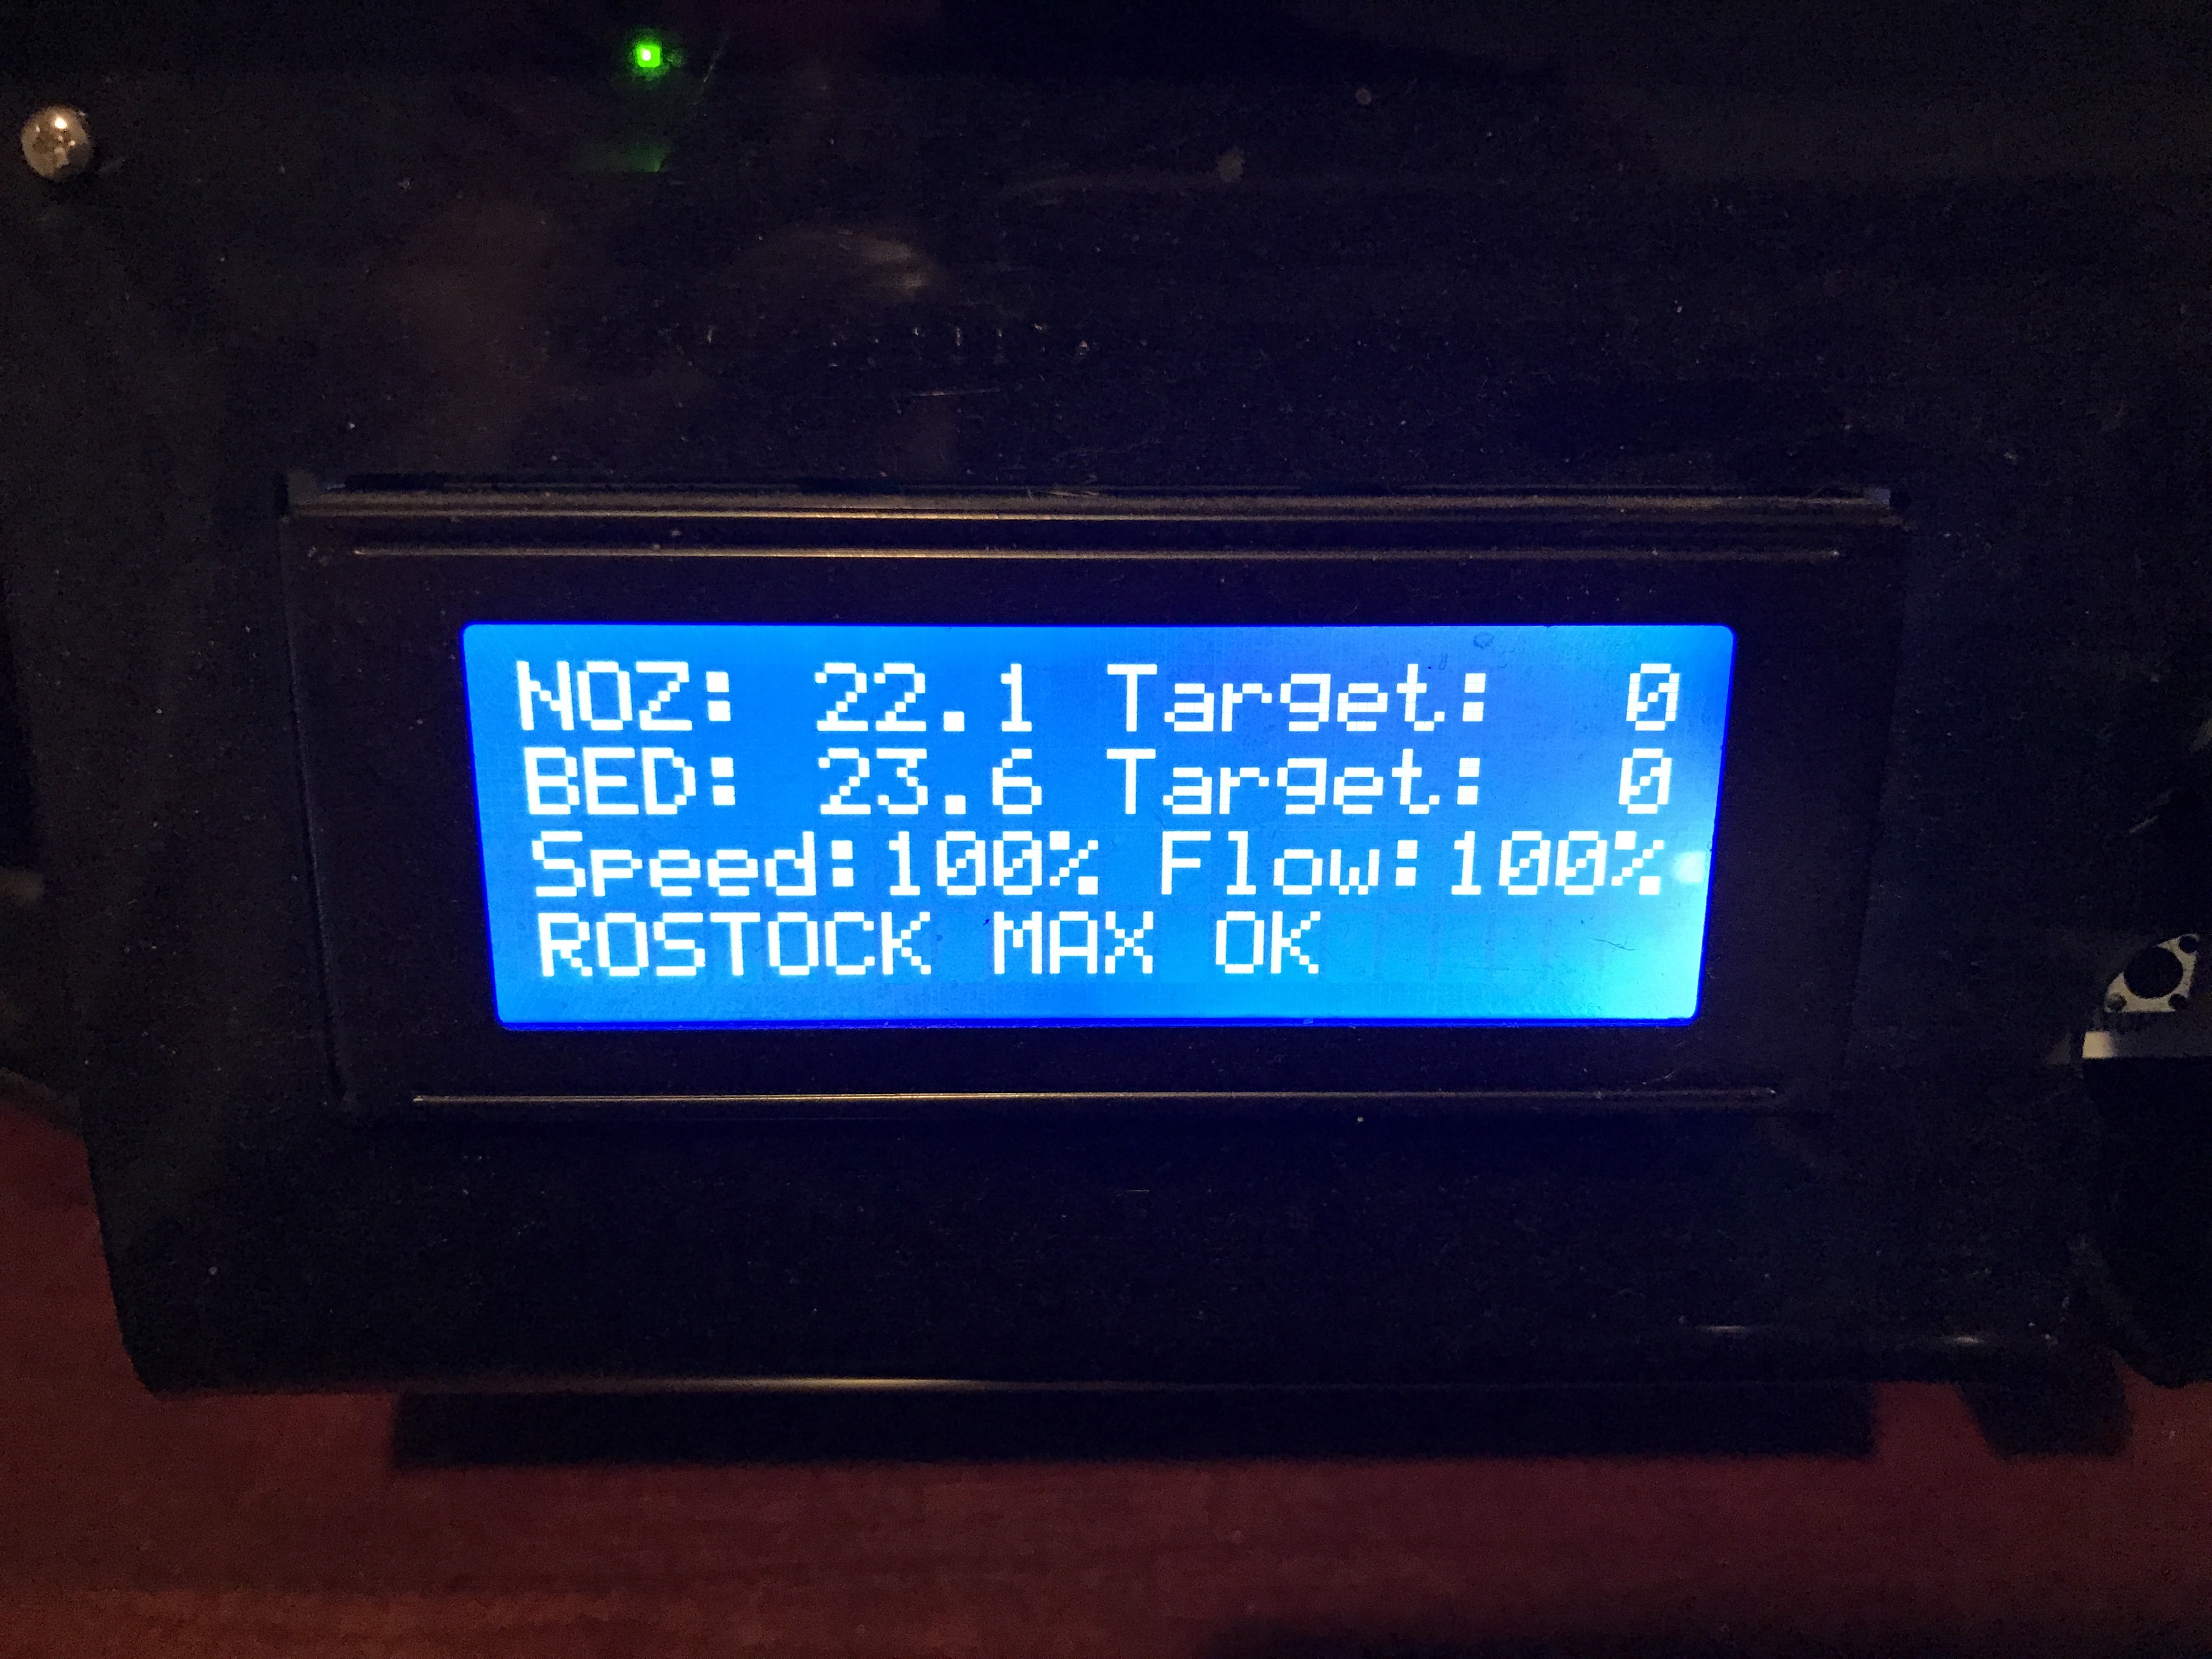 NOZ: 22.1 Target: 0
BED: 23.6 Target: 0
Speed:100% Flow:100%
ROSTOCK MAX OK